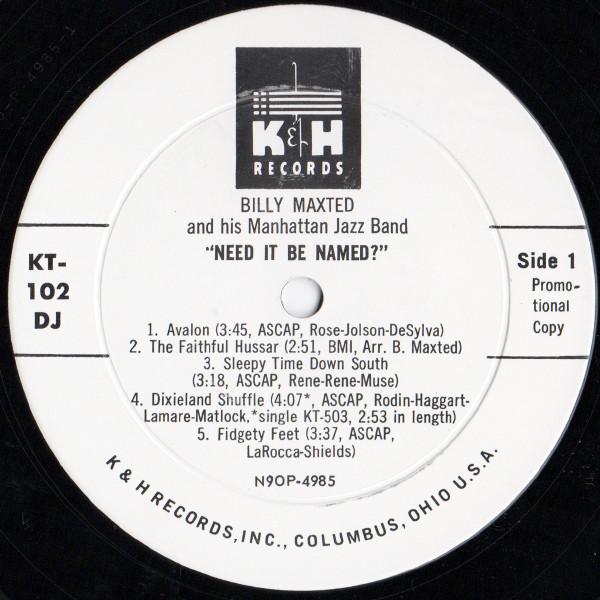 K & H
RECORDS
BILLY MAXTED
and his Manhattan Jazz Band
"NEED IT BE NAMED?"
KT-
102
DJ
Side 1
Promo-
tional
Copy
1. Avalon (3:45, ASCAP, Rose-Jolson-DeSylva)
2. The Faithful Hussar (2:51, BMI, Arr. B. Maxted)
3. Sleepy Time Down South
(3:18, ASCAP, Rene-Rene-Muse)
4. Dixieland Shuffle (4:07*, ASCAP, Rodin-Haggart-
Lamare-Matlock,*single KT-503, 2:53 in length)
5. Fidgety Feet (3:37, ASCAP,
LaRocca-Shields)
N9OP-4985
K & H RECORDS, INC., COLUMBUS, OHIO U.S.A.